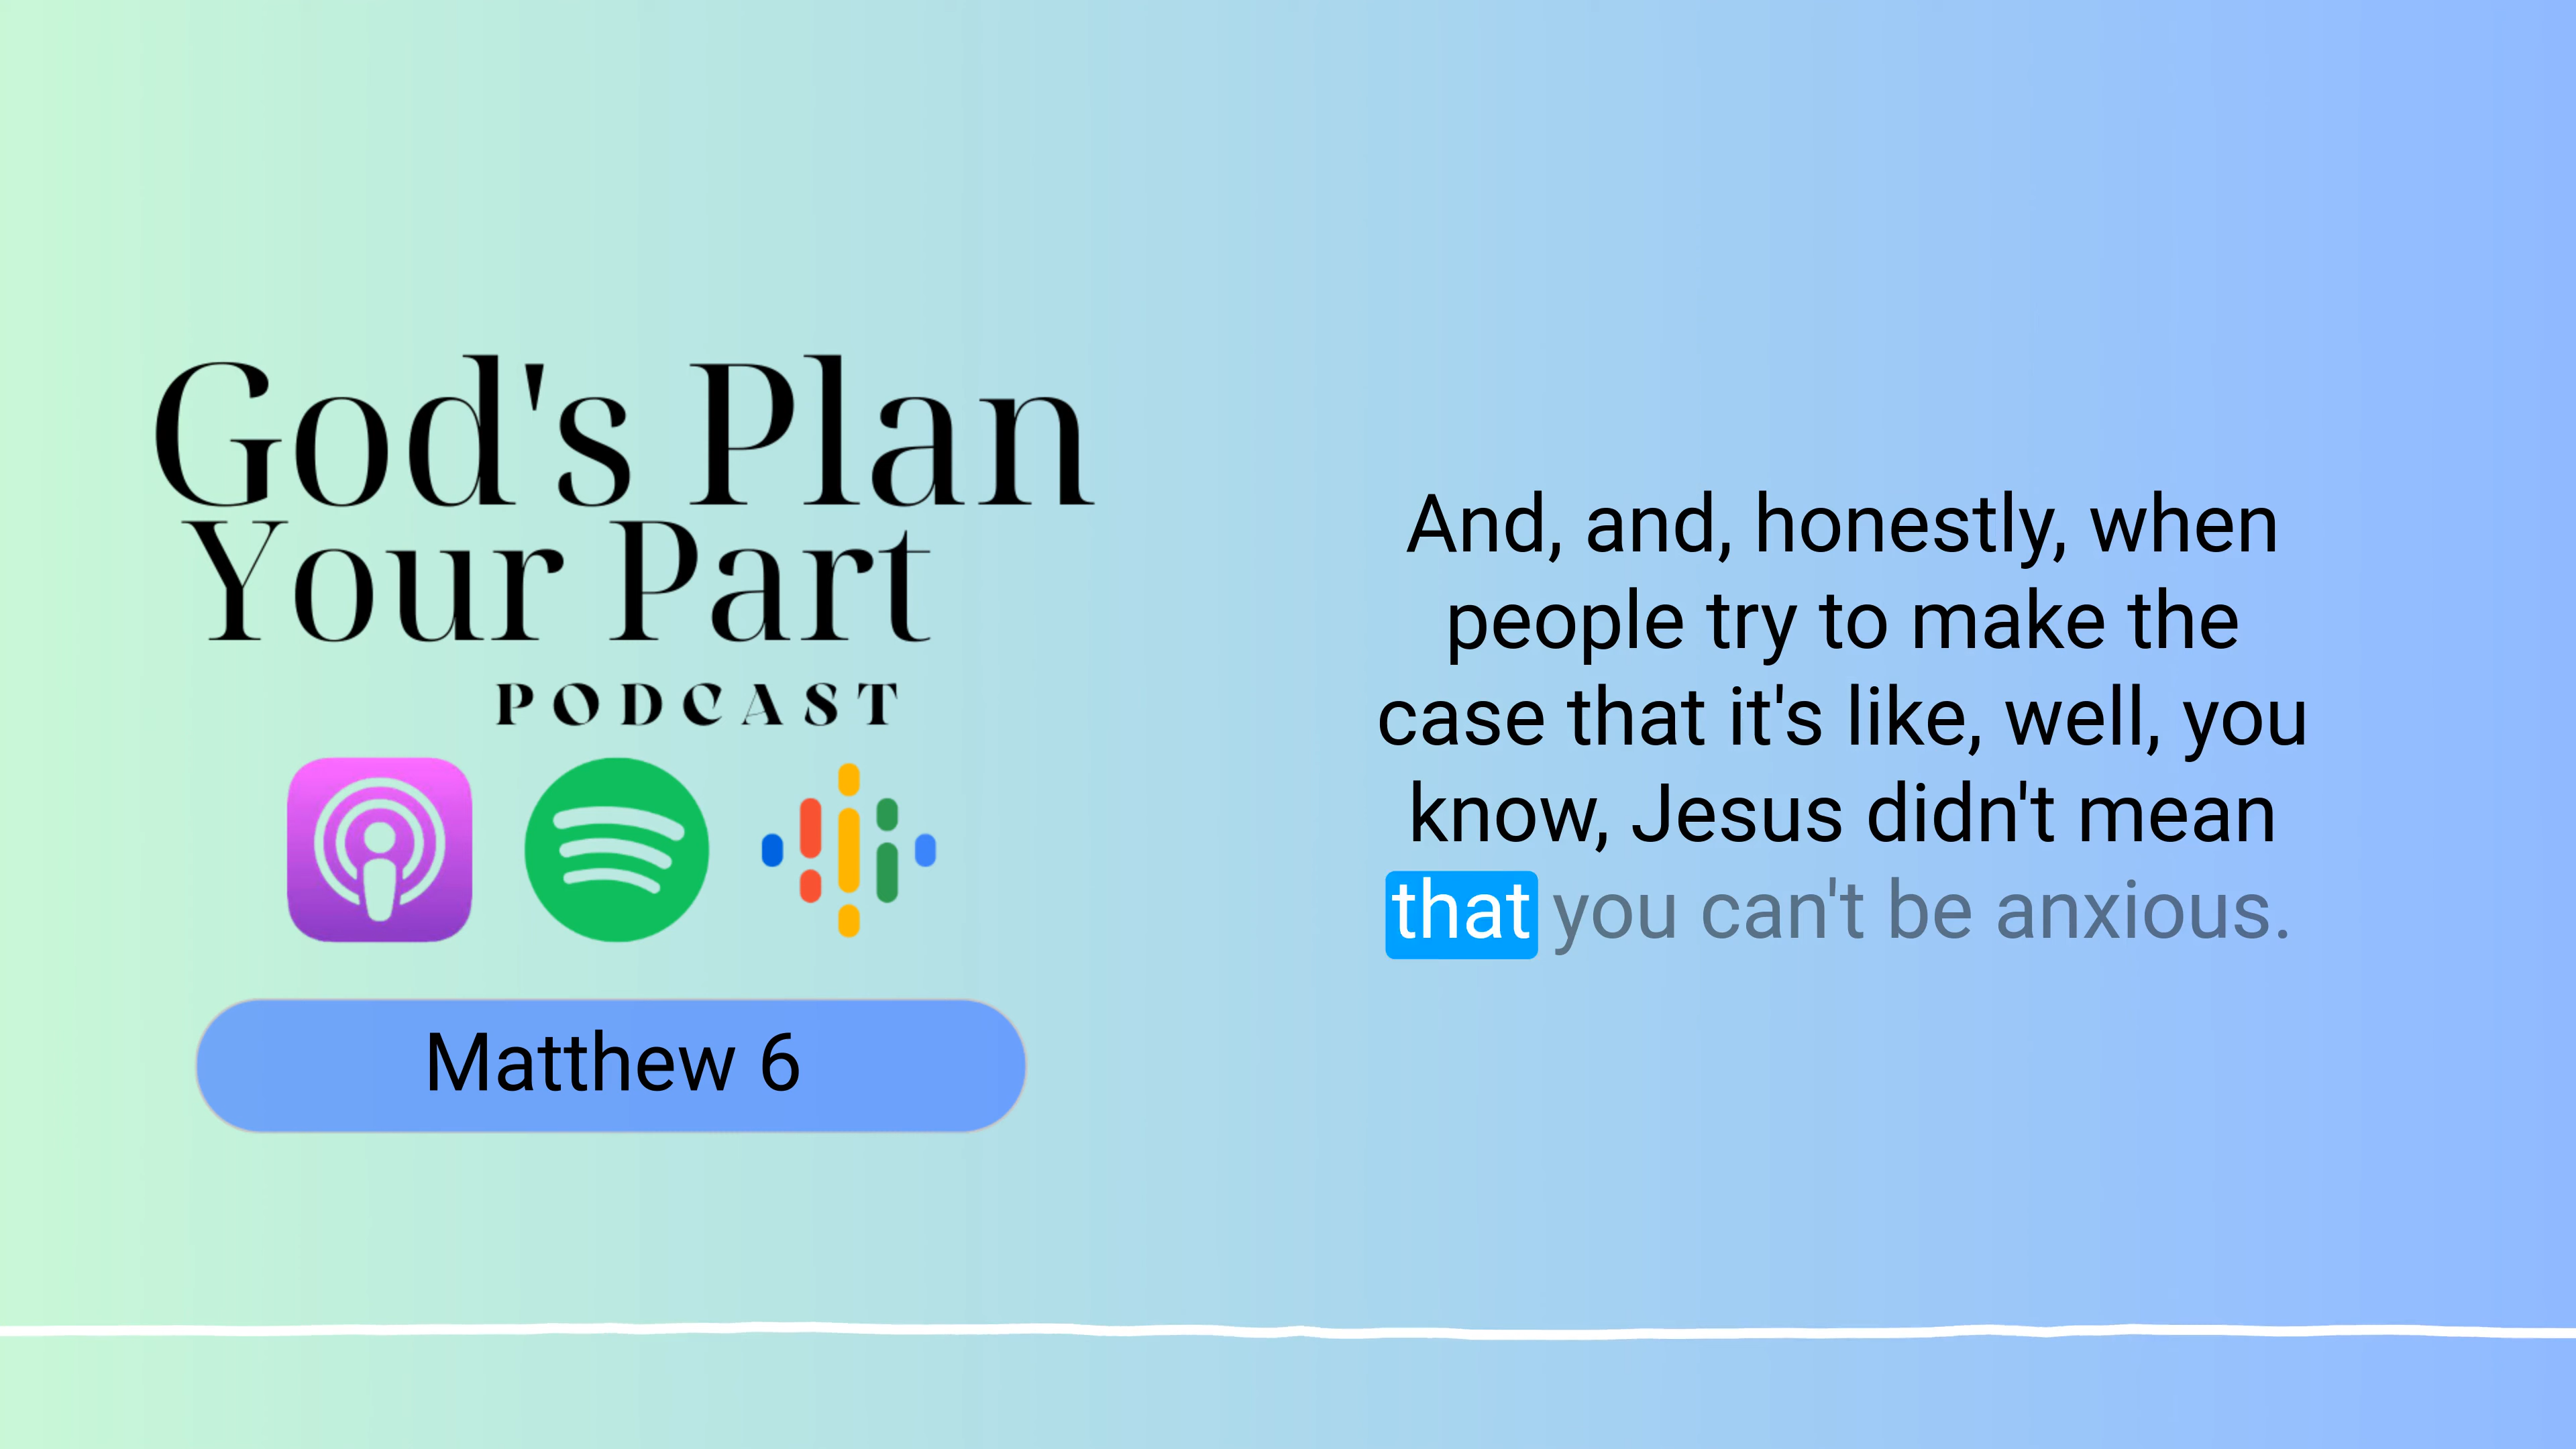 God's Plan
Your Part
PODCAST
Matthew 6
And, and, honestly, when
people try to make the
case that it's like, well, you
know, Jesus didn't mean
that you can't be anxious.